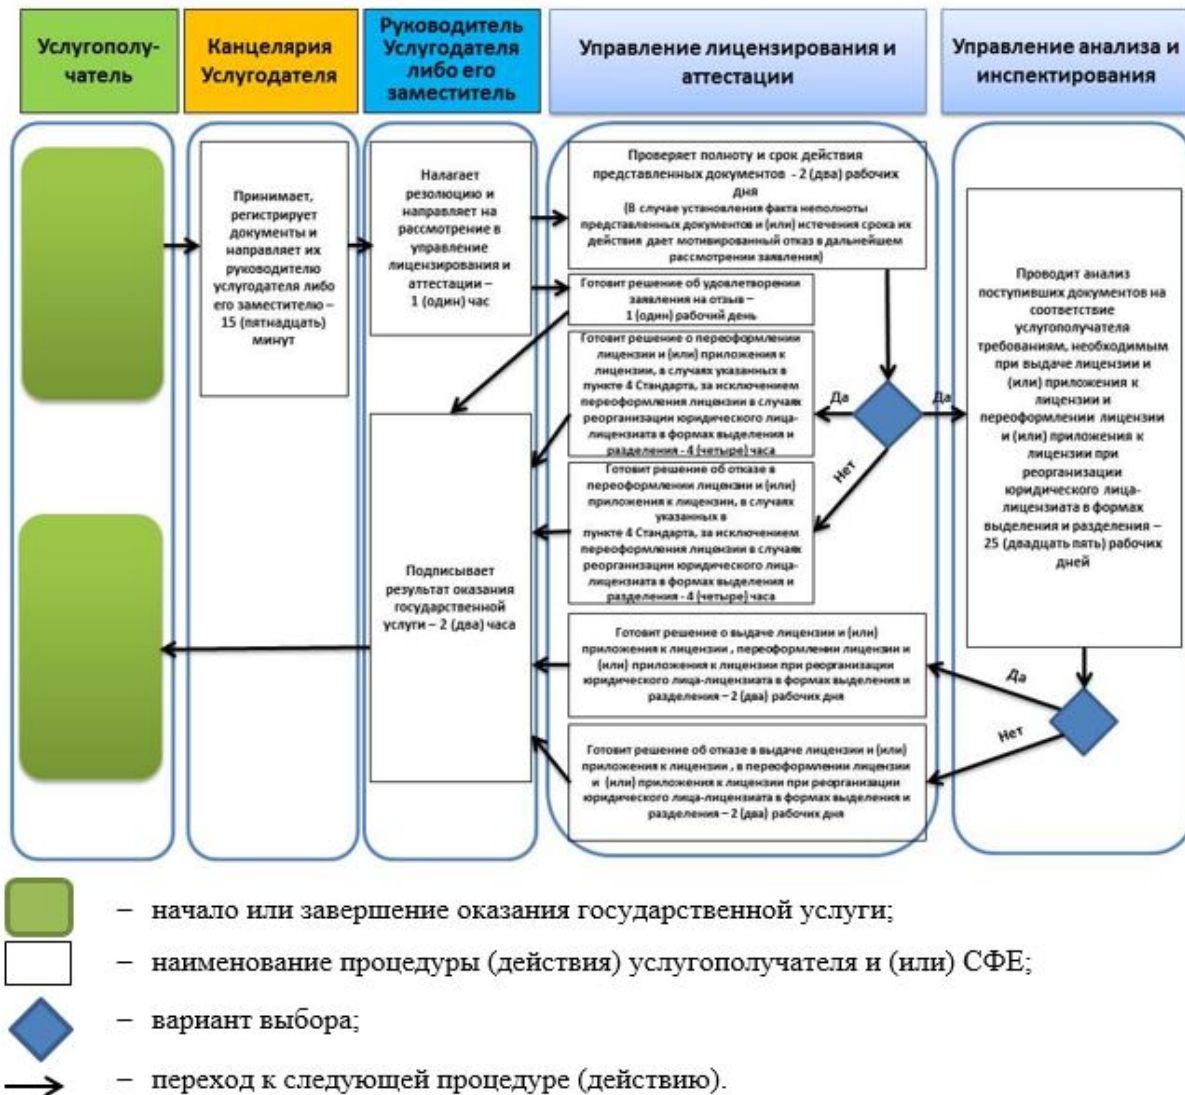 Услугополу-
чатель
Канцелярия
Услугодателя
Руководитель
Услугодателя
либо его
заместитель
Управление лицензирования и
аттестации
Управление анализа и
инспектирования
Принимает,
регистрирует
документы и
направляет их
руководителю
услугодателя либо
его заместителю –
15 (пятнадцать)
минут
Налагает
резолюцию и
направляет на
рассмотрение в
управление
лицензирования и
аттестации –
1 (один) час
Подписывает
результат оказания
государственной
услуги – 2 (два) часа
Проверяет полноту и срок действия
представленных документов - 2 (два) рабочих
дня
(В случае установления факта неполноты
представленных документов и (или) истечения срока их
действия дает мотивированный отказ в дальнейшем
рассмотрении заявления)
Готовит решение об удовлетворении
заявления на отзыв –
1 (один) рабочий день
Готовит решение о переоформлении
лицензии и (или) приложения к
лицензии, в случаях указанных в
пункте 4 Стандарта, за исключением
переоформления лицензии в случаях
реорганизации юридического лица-
лицензиата в формах выделения и
разделения - 4 (четыре) часа
Да
Да
Нет
Готовит решение об отказе в
переоформлении лицензии и (или)
приложения к лицензии, в случаях
указанных в
пункте 4 Стандарта, за исключением
переоформления лицензии в случаях
реорганизации юридического лица-
лицензиата в формах выделения и
разделения - 4 (четыре) часа
Готовит решение о выдаче лицензии и (или)
приложения к лицензии , переоформлении лицензии и
(или) приложения к лицензии при реорганизации
юридического лица-лицензиата в формах выделения и
разделения – 2 (два) рабочих дня
Готовит решение об отказе в выдаче лицензии и (или)
приложения к лицензии , в переоформлении лицензии
и (или) приложения к лицензии при реорганизации
юридического лица-лицензиата в формах выделения и
разделения – 2 (два) рабочих дня
Проводит анализ
поступивших документов на
соответствие
услугополучателя
требованиям, необходимым
при выдаче лицензии и
(или) приложения к
лицензии и
переоформлении лицензии
и (или) приложения к
лицензии при
реорганизации
юридического лица-
лицензиата в формах
выделения и разделения –
25 (двадцать пять) рабочих
дней
Да
Нет
– начало или завершение оказания государственной услуги;
– наименование процедуры (действия) услугополучателя и (или) СФЕ;
– вариант выбора;
– переход к следующей процедуре (действию).